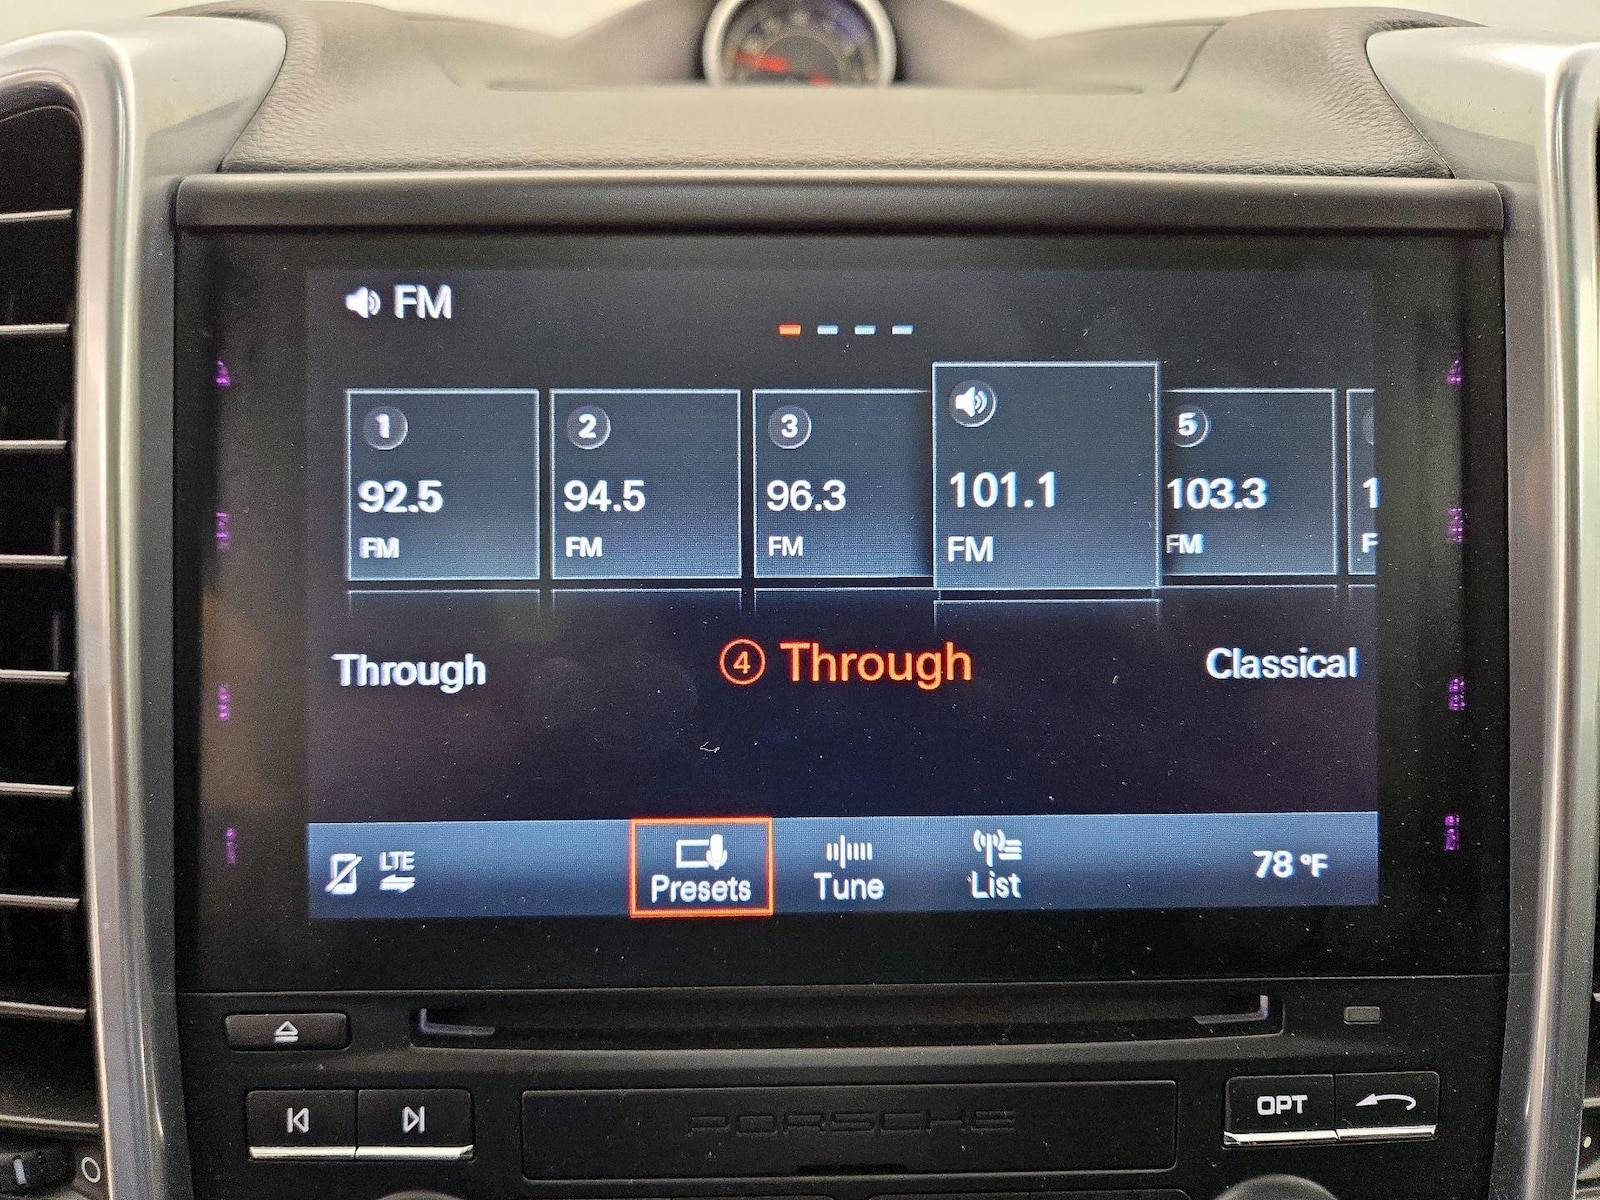 FM
1
92.5
FM
2
94.5
FM
3
96.3
FM
101.1
FM
5
103.3
FM
Through
4 Through
Classical
LTE
Presets
Tune
List
78 °F
PORSCHE
OPT